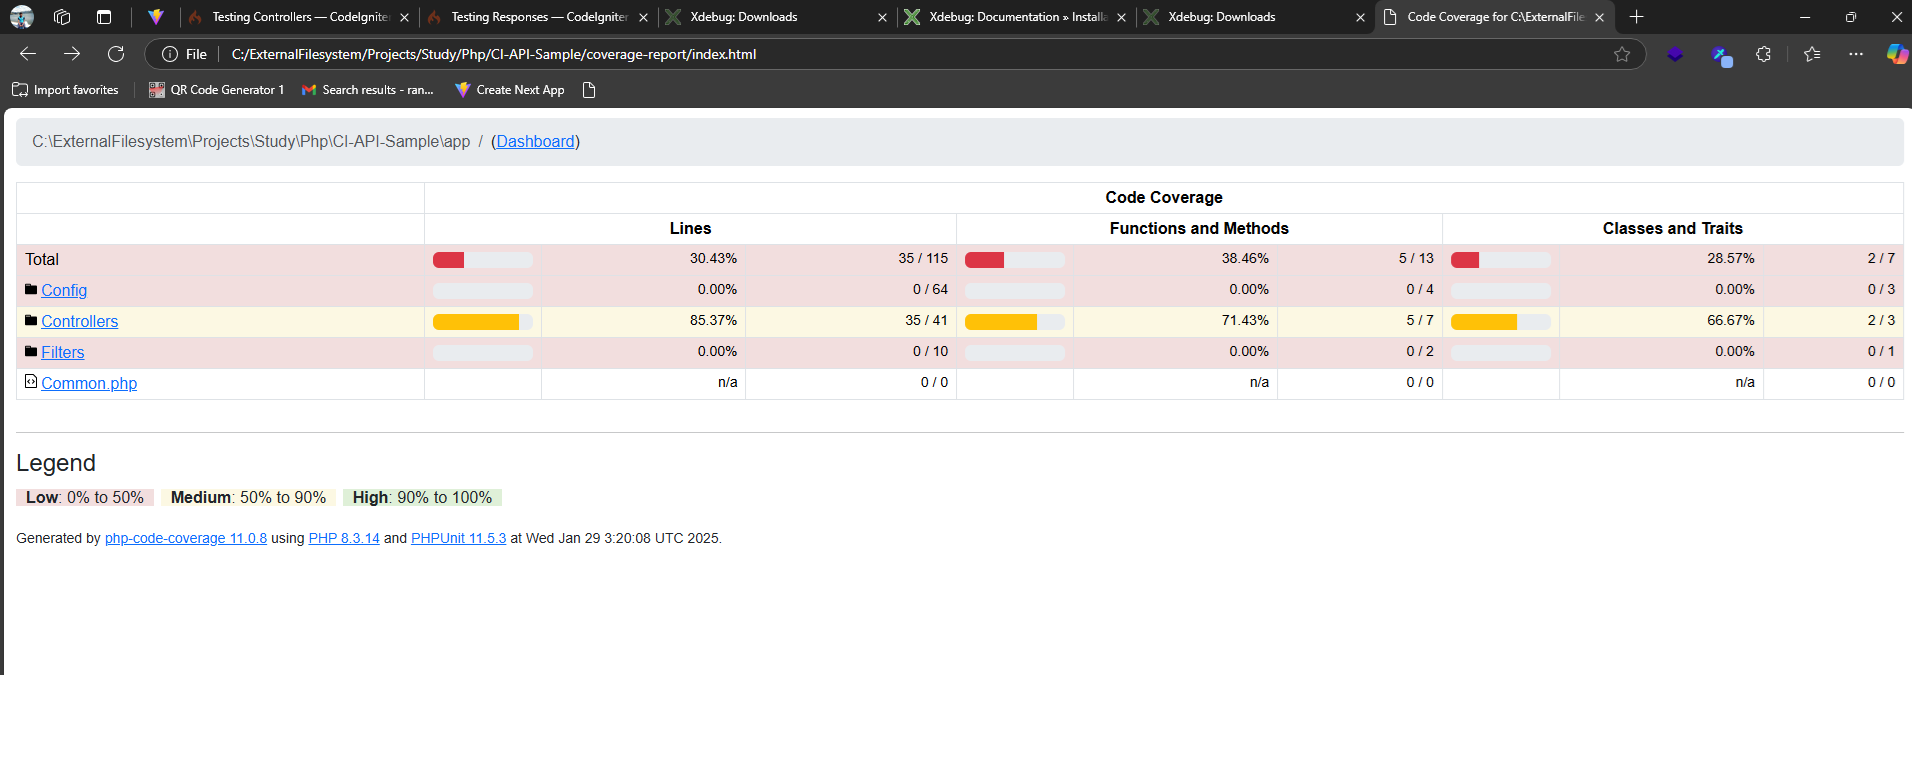 Testing Controllers — CodeIgniter
Testing Responses — CodeIgniter
Xdebug: Downloads
Xdebug: Documentation » Installa
Xdebug: Downloads
Code Coverage for C:\ExternalFile
File C:/ExternalFilesystem/Projects/Study/Php/CI-API-Sample/coverage-report/index.html
Import favorites QR Code Generator 1 Search results - ran... Create Next App
C:\ExternalFilesystem\Projects\Study\Php\CI-API-Sample\app / (Dashboard)
Code Coverage
Lines Functions and Methods Classes and Traits
Total 30.43% 35 / 115 38.46% 5 / 13 28.57% 2 / 7
Config 0.00% 0 / 64 0.00% 0 / 4 0.00% 0 / 3
Controllers 85.37% 35 / 41 71.43% 5 / 7 66.67% 2 / 3
Filters 0.00% 0 / 10 0.00% 0 / 2 0.00% 0 / 1
Common.php n/a 0 / 0 n/a 0 / 0 n/a 0 / 0
Legend
Low: 0% to 50% Medium: 50% to 90% High: 90% to 100%
Generated by php-code-coverage 11.0.8 using PHP 8.3.14 and PHPUnit 11.5.3 at Wed Jan 29 3:20:08 UTC 2025.